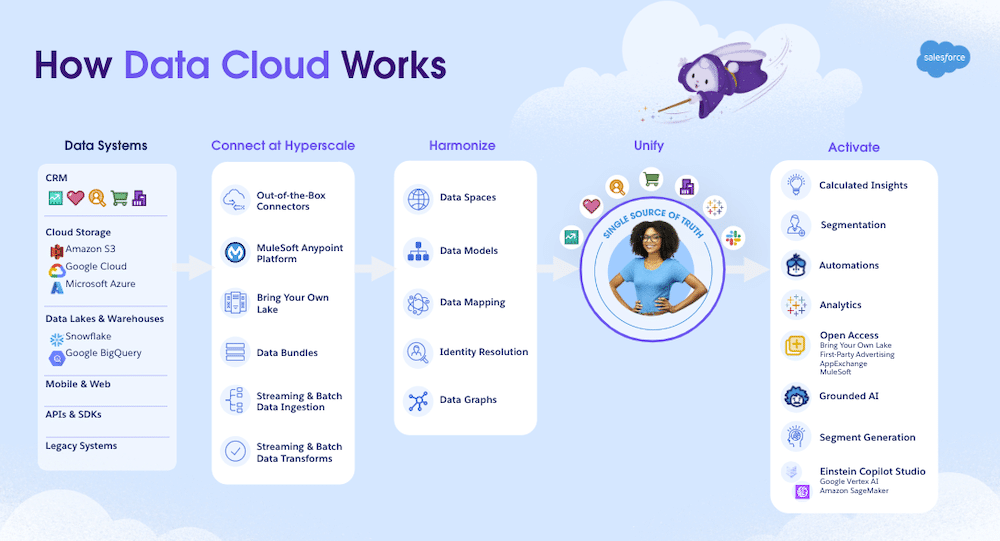 How Data Cloud Works
salesforce
Data Systems
CRM
Cloud Storage
Amazon S3
Google Cloud
Microsoft Azure
Data Lakes & Warehouses
Snowflake
Google BigQuery
Mobile & Web
APIs & SDKs
Legacy Systems
Connect at Hyperscale
Out-of-the-Box
Connectors
MuleSoft Anypoint
Platform
Bring Your Own
Lake
Data Bundles
Streaming & Batch
Data Ingestion
Streaming & Batch
Data Transforms
Harmonize
Data Spaces
Data Models
Data Mapping
Identity Resolution
Data Graphs
Unify
SINGLE SOURCE OF TRUTH
Activate
Calculated Insights
Segmentation
Automations
Analytics
Open Access
Bring Your Own Lake
First-Party Advertising
AppExchange
MuleSoft
Grounded AI
Segment Generation
Einstein Copilot Studio
Google Vertex AI
Amazon SageMaker